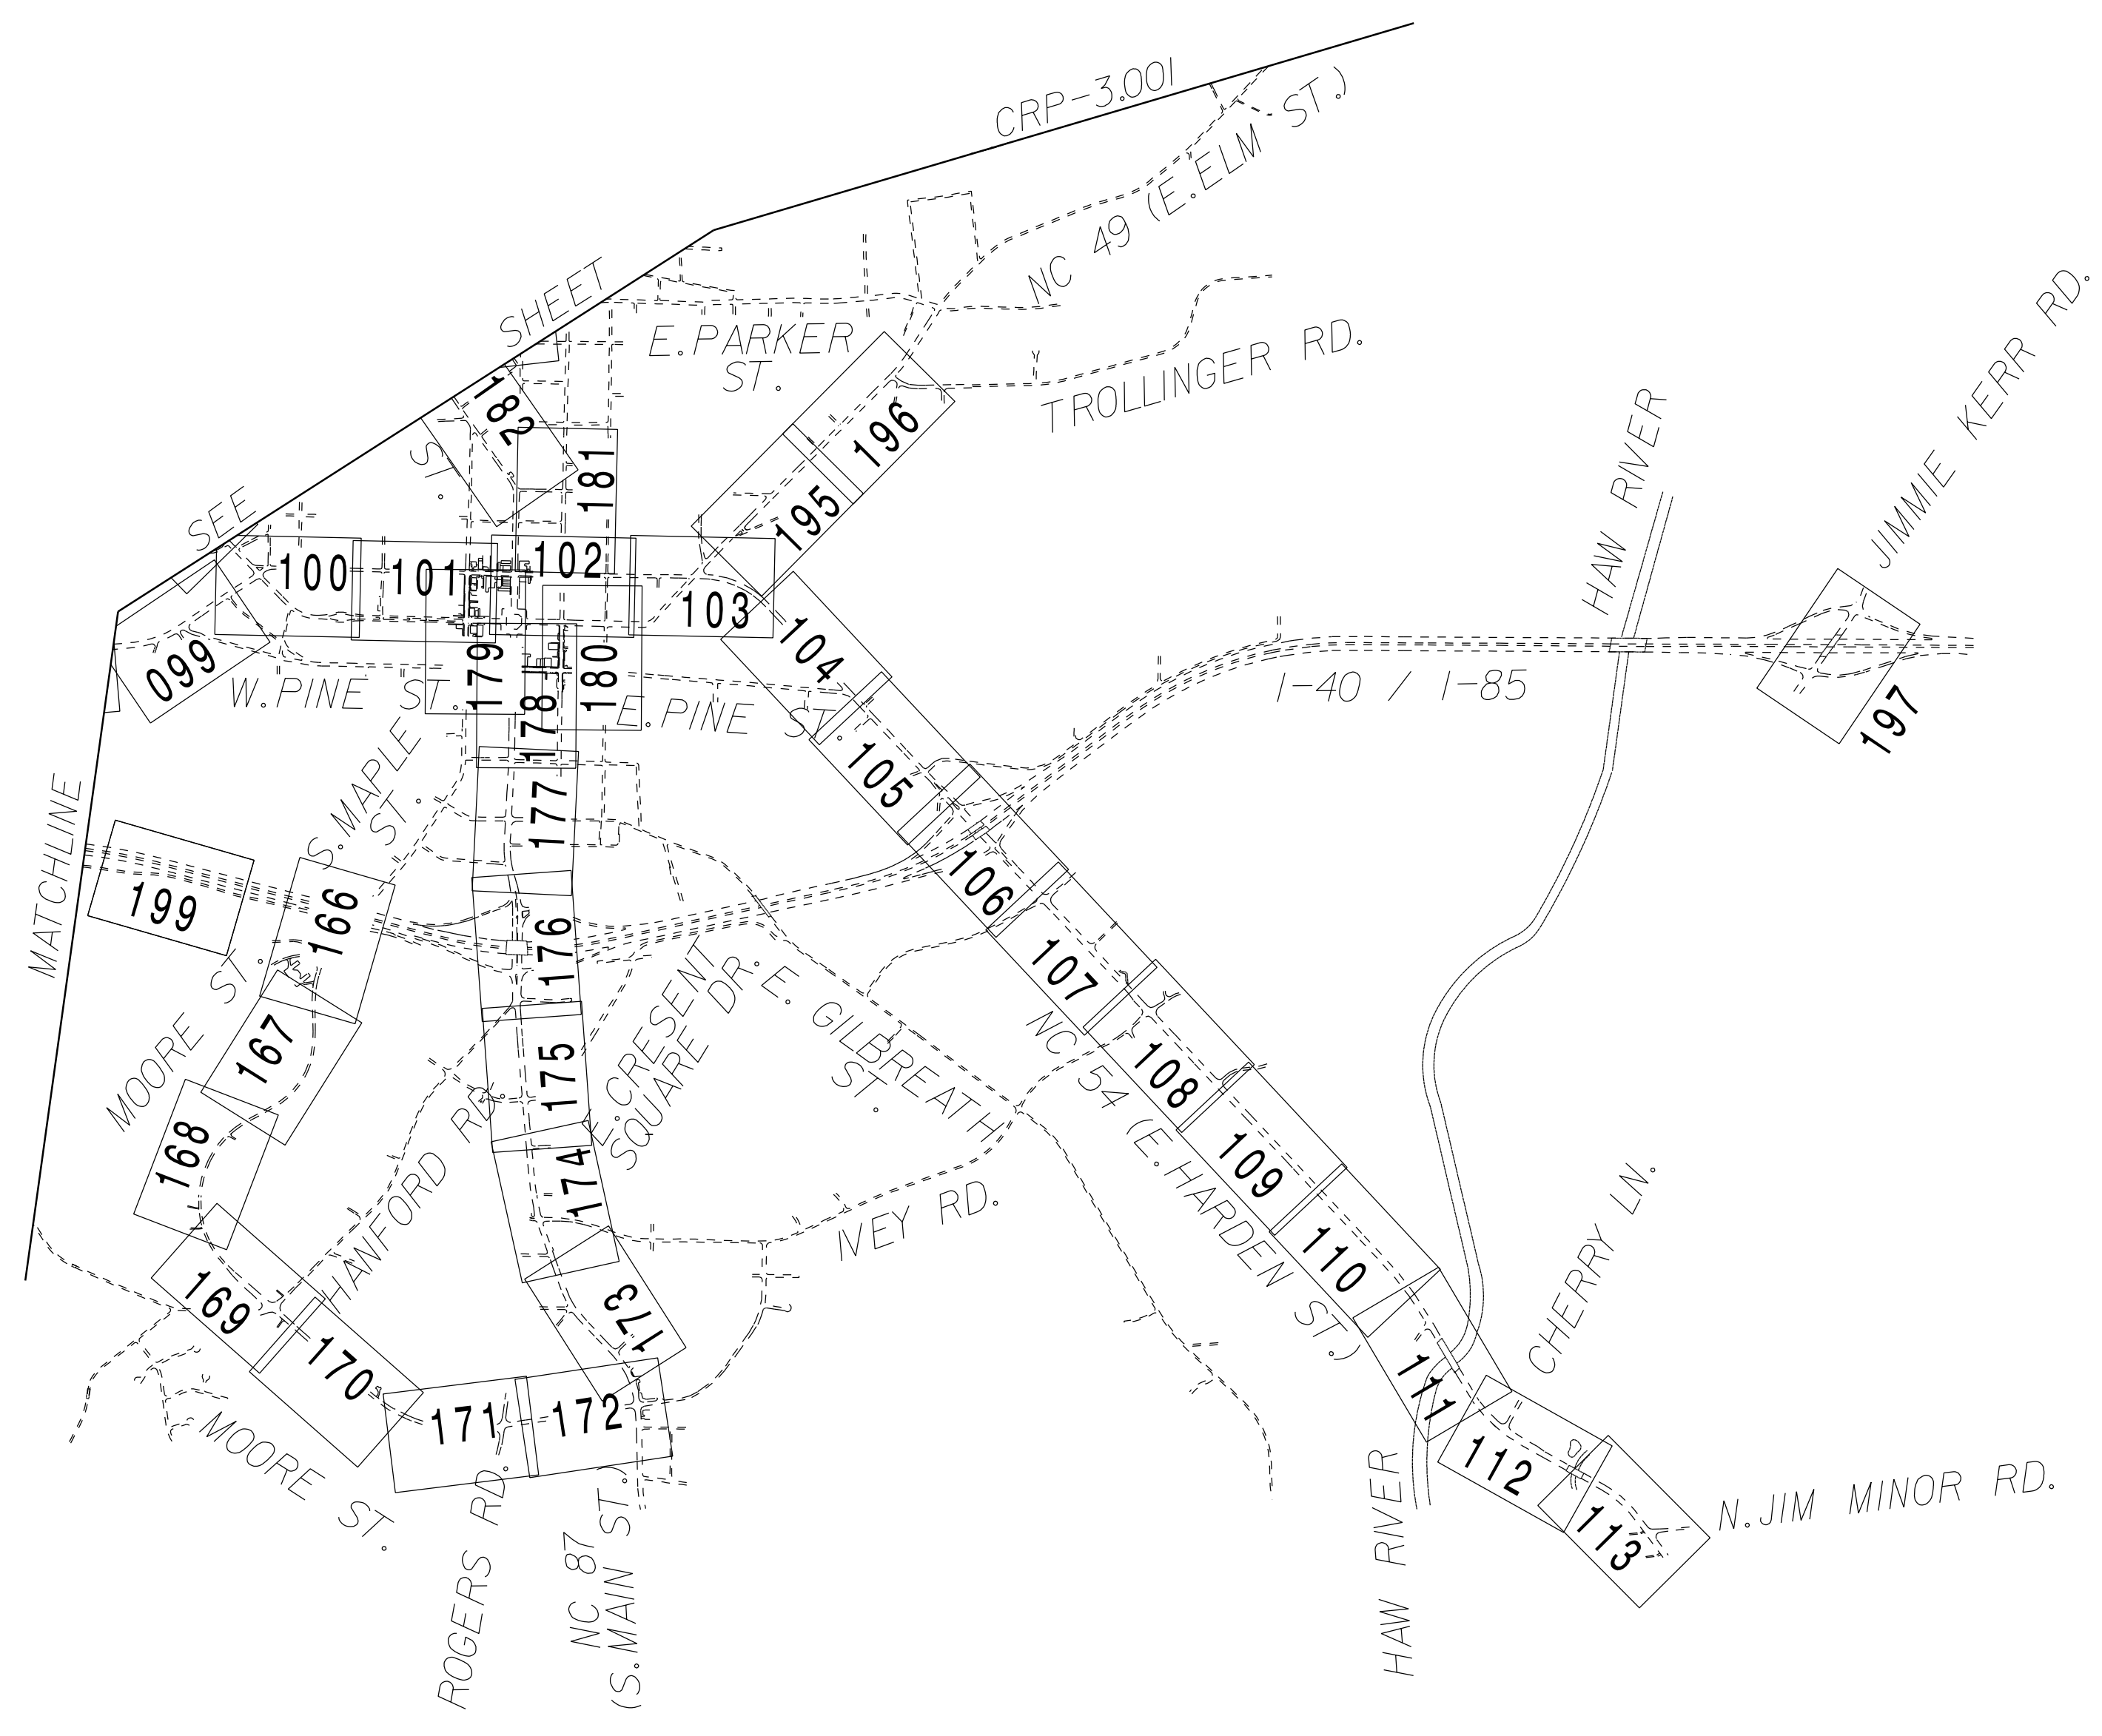 CRP-3.001
NC 49 (E.ELM ST.)
SHEET
SEE
MATCHLINE
E.PARKER
ST.
TROLLINGER RD.
HAW RIVER
JIMMIE KERR RD.
182
ST.
181
196
195
100
101
102
103
104
099
179
178
180
W.PINE ST.
E.PINE ST.
I-40 / I-85
197
105
S.MAPLE
ST.
177
199
166
106
176
107
MOORE ST.
167
E.CRESENT
SQUARE DR.
E. GILBREATH
ST.
NC 54 (E.HARDEN ST.)
175
108
168
HANFORD RD.
174
109
IVEY RD.
CHERRY LN.
169
173
110
170
111
171
172
112
MOORE ST.
ROGERS RD.
NC 87
(S.MAIN ST.)
HAW RIVER
113
N.JIM MINOR RD.